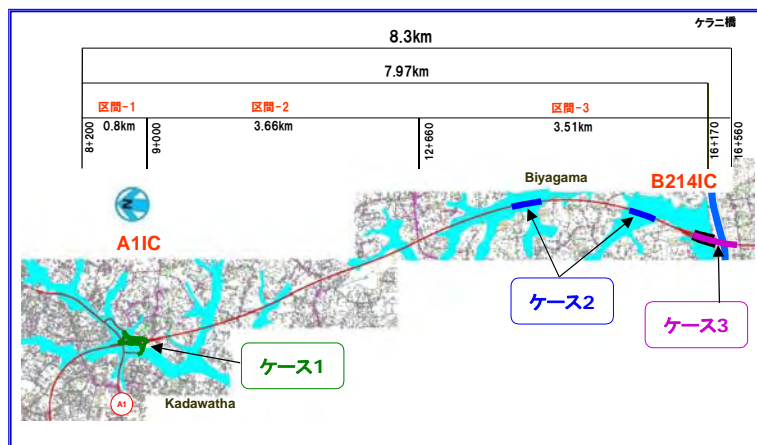 ケラニ橋
8.3km
7.97km
区間-1
区間-2
区間-3
0.8km
3.66km
3.51km
8+200
9+000
12+660
16+170
16+560
Biyagama
B214IC
N
A1IC
ケース2
ケース3
ケース1
Kadawatha
A1